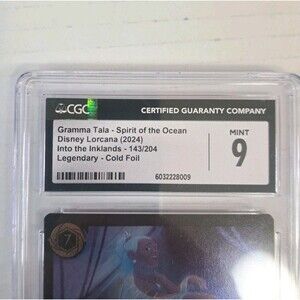 CGC
CERTIFIED GUARANTY COMPANY
Gramma Tala - Spirit of the Ocean
Disney Lorcana (2024)
Into the Inklands - 143/204
Legendary - Cold Foil
MINT
9
6032228009
7